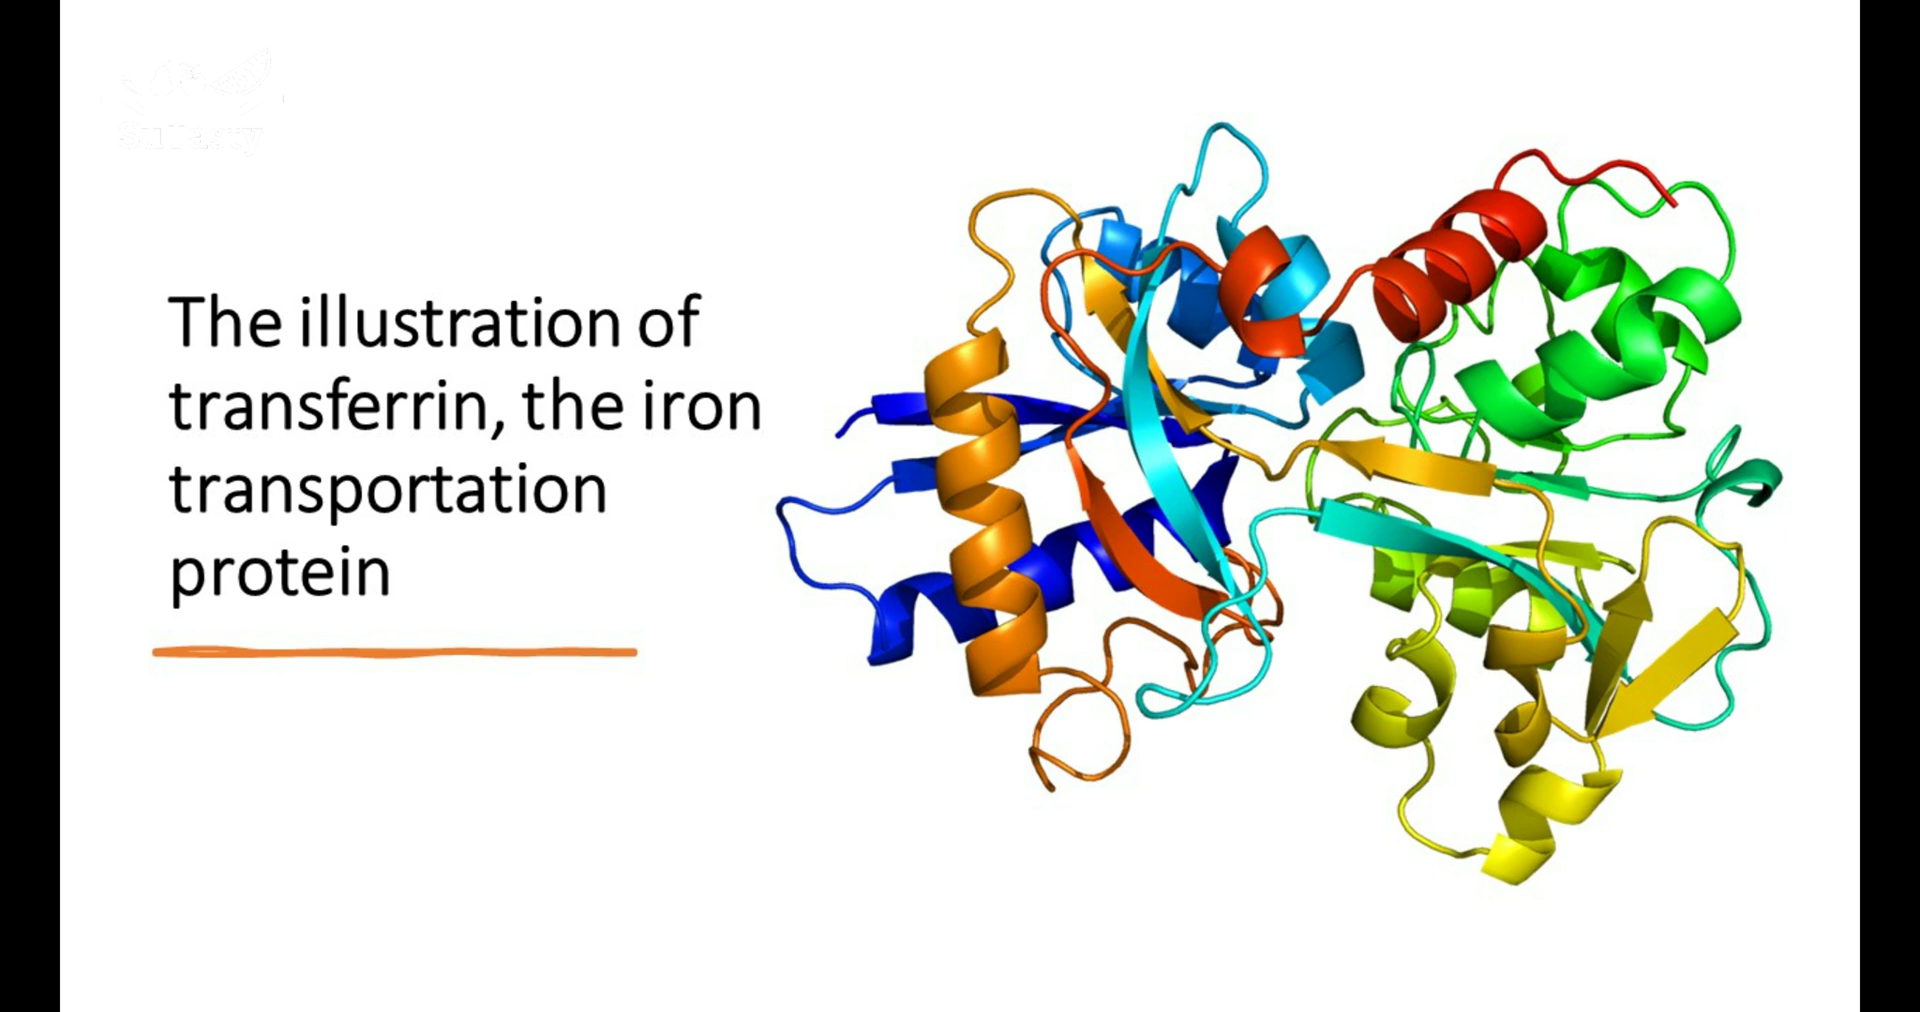 The illustration of
transferrin, the iron
transportation
protein